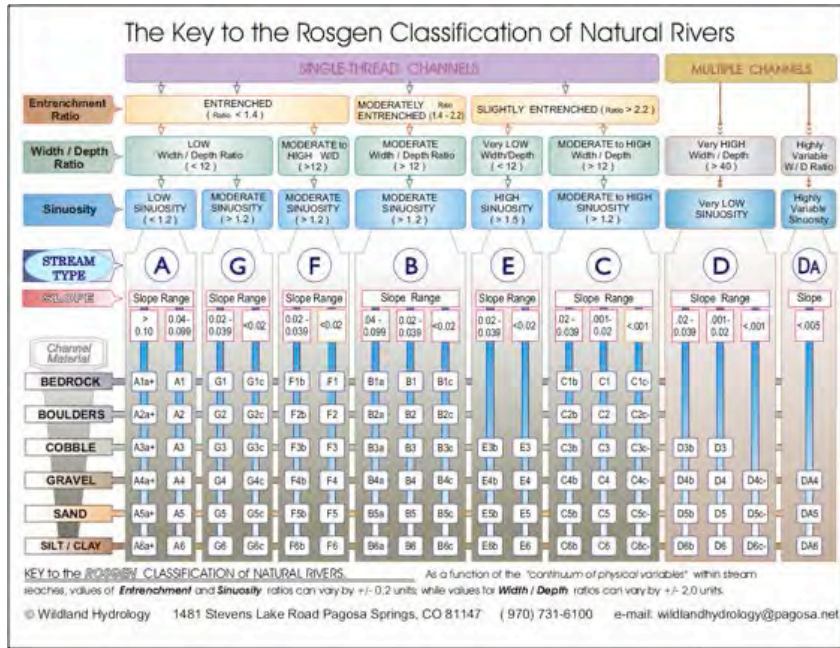 The Key to the Rosgen Classification of Natural Rivers
SINGLE-THREAD CHANNELS MULTIPLE CHANNELS
Entrenchment Ratio ENTRENCHED ( Ratio < 1.4 ) MODERATELY ENTRENCHED Ratio (1.4 - 2.2) SLIGHTLY ENTRENCHED ( Ratio > 2.2 )
Width / Depth Ratio LOW Width / Depth Ratio ( < 12 ) MODERATE to HIGH W/D ( >12 ) MODERATE Width / Depth Ratio ( > 12 ) Very LOW Width/Depth ( < 12 ) MODERATE to HIGH Width / Depth ( > 12 ) Very HIGH Width / Depth ( > 40 ) Highly Variable W / D Ratio
Sinuosity LOW SINUOSITY ( < 1.2 ) MODERATE SINUOSITY ( > 1.2 ) MODERATE SINUOSITY ( > 1.2 ) MODERATE SINUOSITY ( > 1.2 ) HIGH SINUOSITY ( > 1.5 ) MODERATE to HIGH SINUOSITY ( > 1.2 ) Very LOW SINUOSITY Highly Variable Sinuosity
STREAM TYPE A G F B E C D DA
SLOPE Slope Range Slope Range Slope Range Slope Range Slope Range Slope Range Slope Range Slope
> 0.10 0.04-0.099 0.02-0.039 <0.02 0.02-0.039 <0.02 .04-0.099 0.02-0.039 <0.02 0.02-0.039 <0.02 .02-0.039 .001-0.02 <.001 .02-0.039 .001-0.02 <.001 <.005
Channel Material
BEDROCK A1a+ A1 G1 G1c F1b F1 B1a B1 B1c C1b C1 C1c-
BOULDERS A2a+ A2 G2 G2c F2b F2 B2a B2 B2c C2b C2 C2c-
COBBLE A3a+ A3 G3 G3c F3b F3 B3a B3 B3c E3b E3 C3b C3 C3c- D3b D3
GRAVEL A4a+ A4 G4 G4c F4b F4 B4a B4 B4c E4b E4 C4b C4 C4c- D4b D4 D4c- DA4
SAND A5a+ A5 G5 G5c F5b F5 B5a B5 B5c E5b E5 C5b C5 C5c- D5b D5 D5c- DA5
SILT / CLAY A6a+ A6 G6 G6c F6b F6 B6a B6 B6c E6b E6 C6b C6 C6c- D6b D6 D6c- DA6
KEY to the ROSGEN CLASSIFICATION of NATURAL RIVERS. As a function of the "continuum of physical variables" within stream
reaches, values of Entrenchment and Sinuosity ratios can vary by +/- 0.2 units; while values for Width / Depth ratios can vary by +/- 2.0 units.
© Wildland Hydrology 1481 Stevens Lake Road Pagosa Springs, CO 81147 ( 970) 731-6100 e-mail: wildlandhydrology@pagosa.net